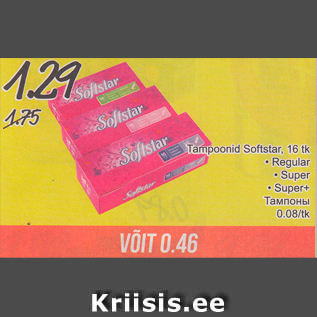 1.29
1.75
Softstar
Softstar
Softstar
Softstar
Tampoonid Softstar, 16 tk
• Regular
• Super
• Super+
Тампоны
0.08/tk
VÕIT 0.46
Kriisis.ee